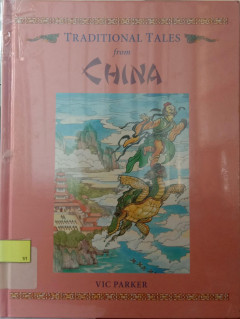 TRADITIONAL TALES
from
CHINA
VIC PARKER